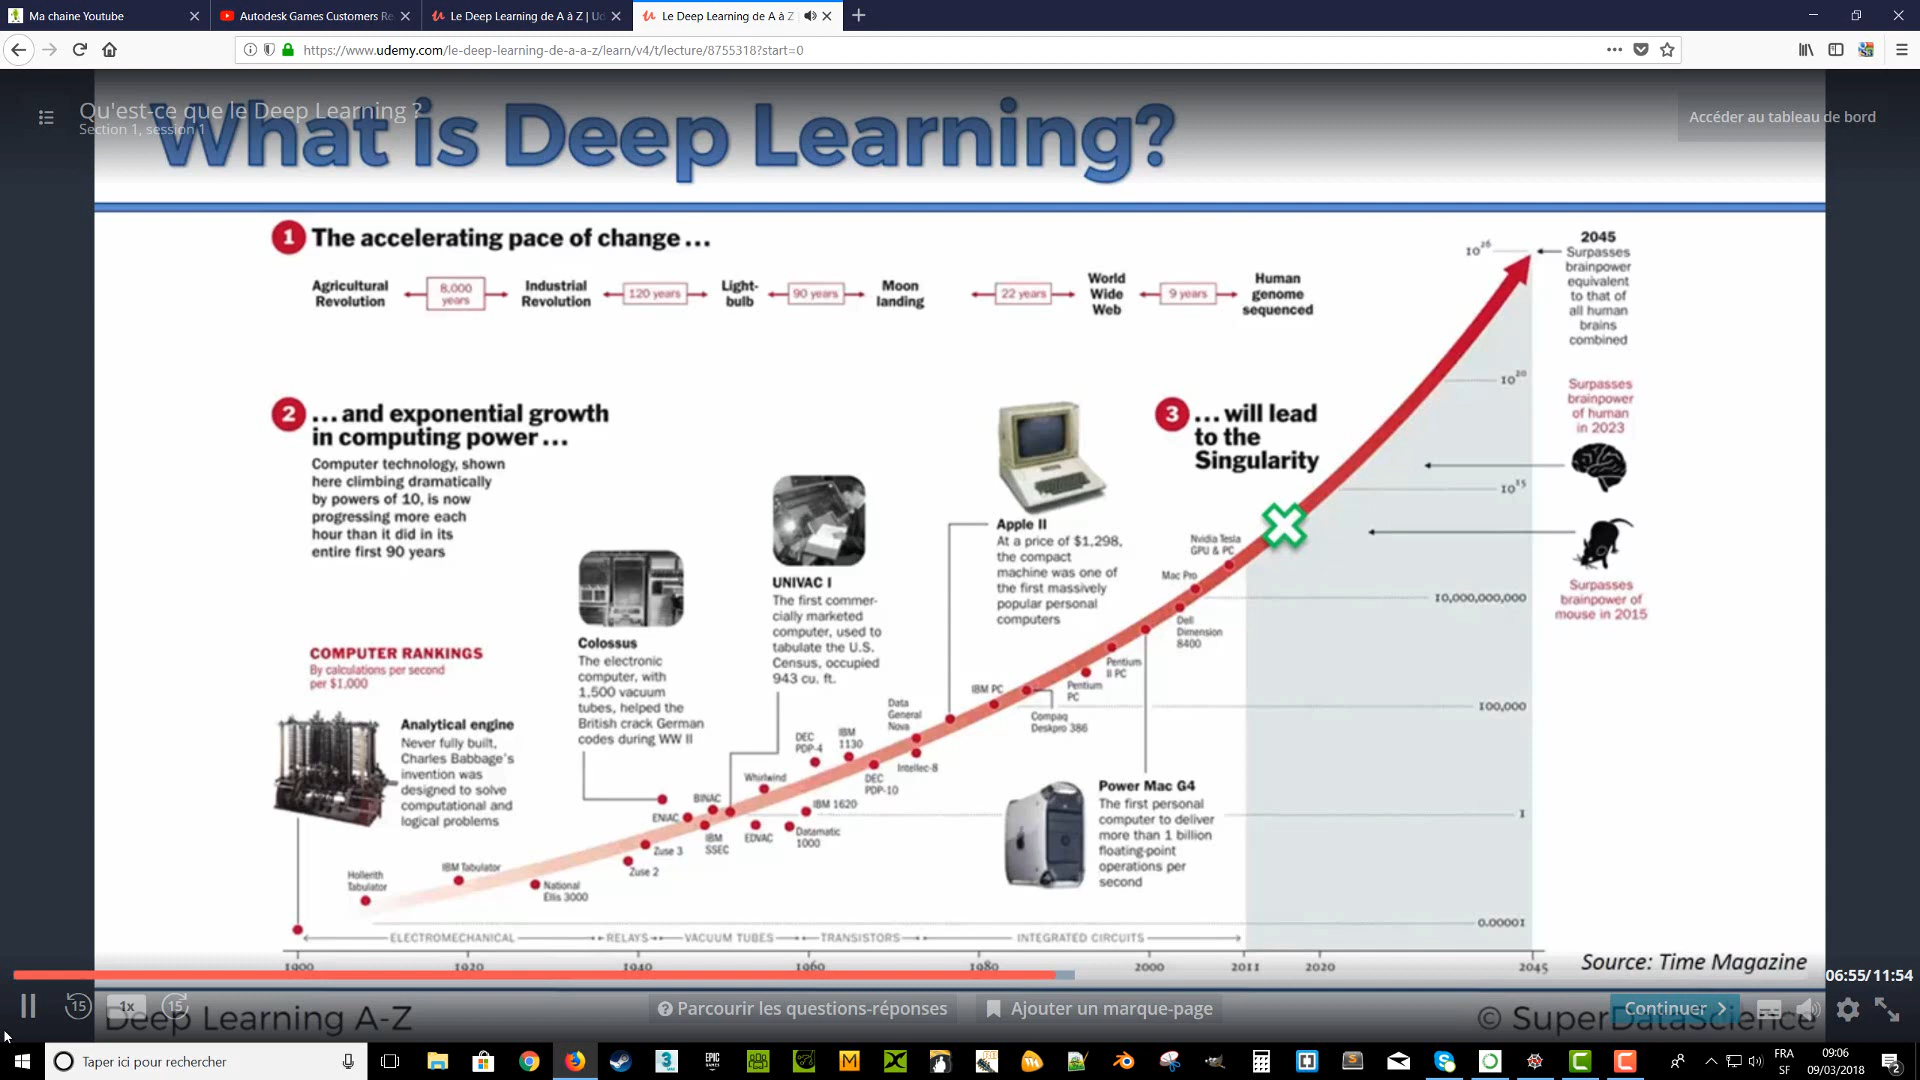 Ma chaine Youtube
Autodesk Games Customers Re
Le Deep Learning de A à Z | Ud
Le Deep Learning de A à Z
https://www.udemy.com/le-deep-learning-de-a-a-z/learn/v4/t/lecture/8755318?start=0
Qu'est-ce que le Deep Learning ?
Section 1, session 1
Accéder au tableau de bord
What is Deep Learning?
1 The accelerating pace of change...
Agricultural
Revolution
8,000
years
Industrial
Revolution
120 years
Light-
bulb
90 years
Moon
landing
22 years
World
Wide
Web
9 years
Human
genome
sequenced
2 ...and exponential growth
in computing power...
Computer technology, shown
here climbing dramatically
by powers of 10, is now
progressing more each
hour than it did in its
entire first 90 years
COMPUTER RANKINGS
By calculations per second
per $1,000
Analytical engine
Never fully built,
Charles Babbage's
invention was
designed to solve
computational and
logical problems
Colossus
The electronic
computer, with
1,500 vacuum
tubes, helped the
British crack German
codes during WW II
UNIVAC I
The first commer-
cially marketed
computer, used to
tabulate the U.S.
Census, occupied
943 cu. ft.
Apple II
At a price of $1,298,
the compact
machine was one of
the first massively
popular personal
computers
Power Mac G4
The first personal
computer to deliver
more than 1 billion
floating-point
operations per
second
3 ...will lead
to the
Singularity
2045
Surpasses
brainpower
equivalent
to that of
all human
brains
combined
Surpasses
brainpower
of human
in 2023
Surpasses
brainpower of
mouse in 2015
10²⁶
10²⁰
10¹⁵
10,000,000,000
100,000
1
0.00001
Hollerith
Tabulator
IBM Tabulator
National
Ellis 3000
Zuse 2
Zuse 3
ENIAC
BINAC
IBM
SSEC
Whirlwind
EDVAC
DEC
PDP-4
IBM
1130
IBM 1620
Datamatic
1000
DEC
PDP-10
Data
General
Nova
Intellec-8
IBM PC
Compaq
Deskpro 386
Pentium
PC
Pentium
II PC
Dell
Dimension
8400
Mac Pro
Nvidia Tesla
GPU & PC
ELECTROMECHANICAL
RELAYS
VACUUM TUBES
TRANSISTORS
INTEGRATED CIRCUITS
1900
1920
1940
1960
1980
2000
2011
2020
2045
Source: Time Magazine
06:55/11:54
15
1x
15
Parcourir les questions-réponses
Ajouter un marque-page
Continuer
Deep Learning A-Z
© SuperDataScience
Taper ici pour rechercher
FRA
SF
09:06
09/03/2018
2